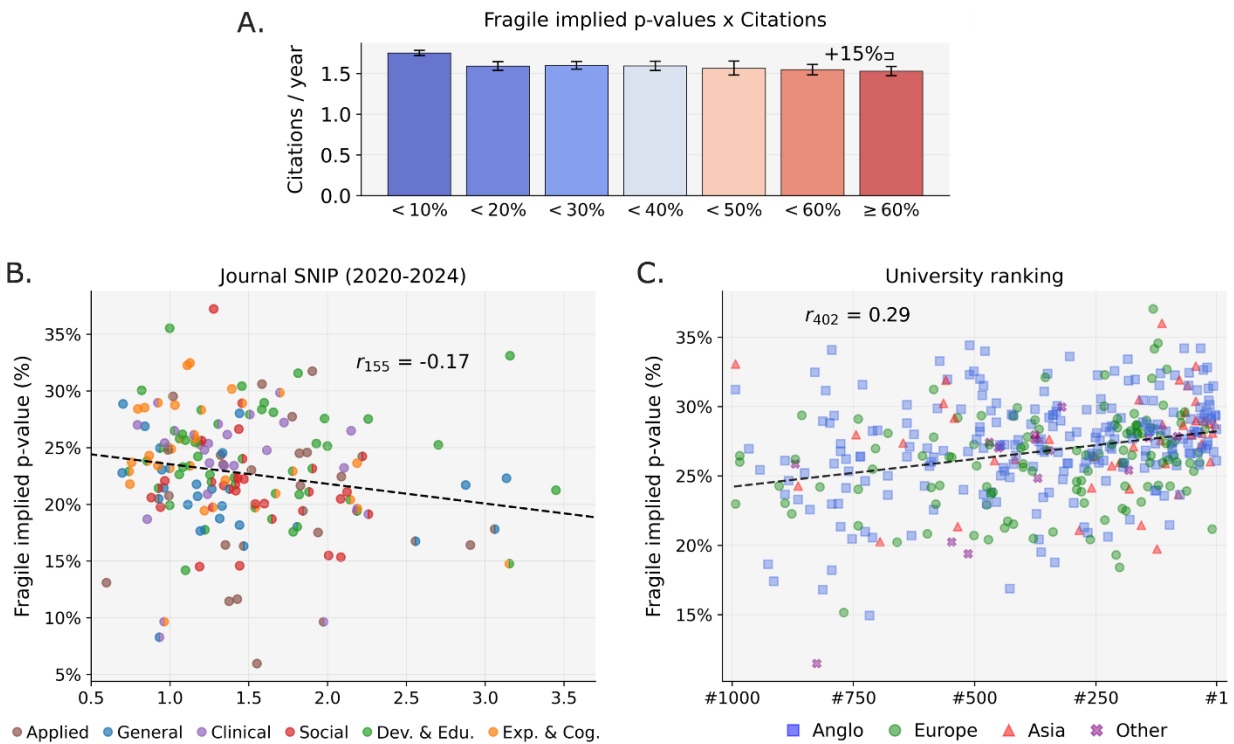 A.
Fragile implied p-values x Citations
Citations / year
1.5
1.0
0.5
0.0
+15%
< 10% < 20% < 30% < 40% < 50% < 60% ≥ 60%
B.
Journal SNIP (2020-2024)
Fragile implied p-value (%)
35%
30%
25%
20%
15%
10%
5%
r155 = -0.17
0.5 1.0 1.5 2.0 2.5 3.0 3.5
Applied General Clinical Social Dev. & Edu. Exp. & Cog.
C.
University ranking
Fragile implied p-value (%)
35%
30%
25%
20%
15%
r402 = 0.29
#1000 #750 #500 #250 #1
Anglo Europe Asia Other